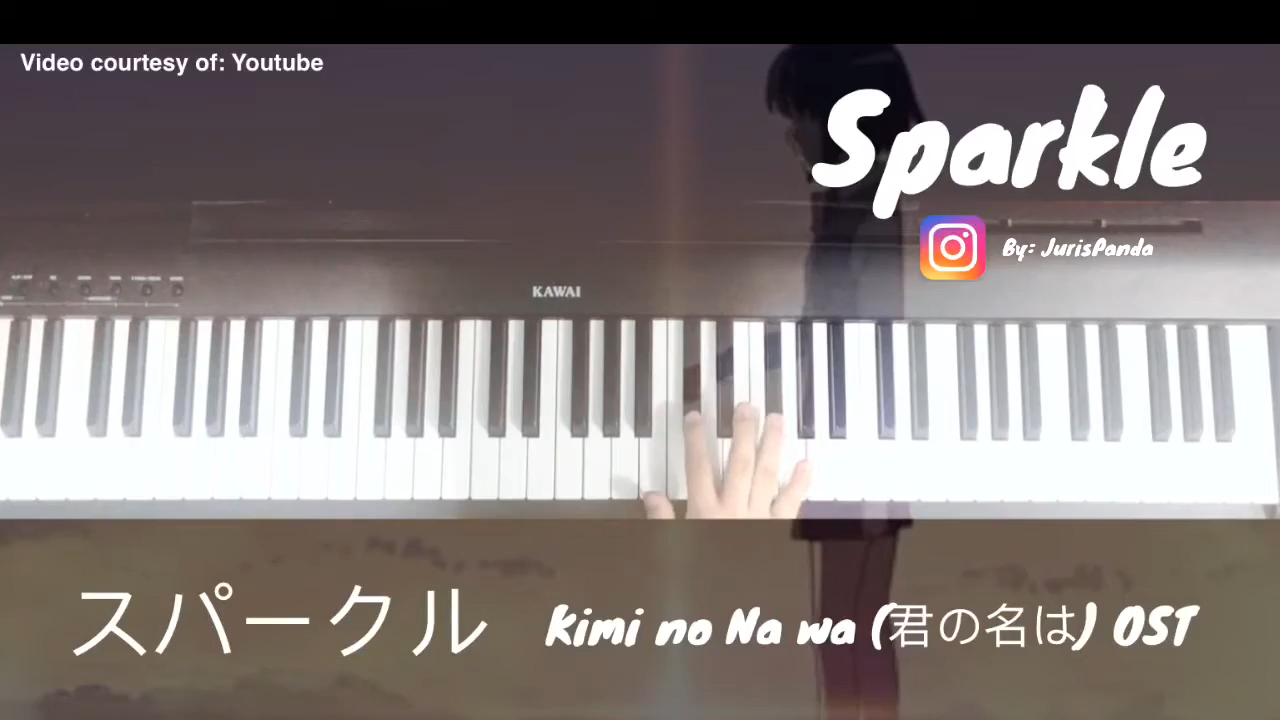 Video courtesy of: Youtube
Sparkle
By: JurisPanda
KAWAI
スパークル
Kimi no Na wa (君の名は) OST